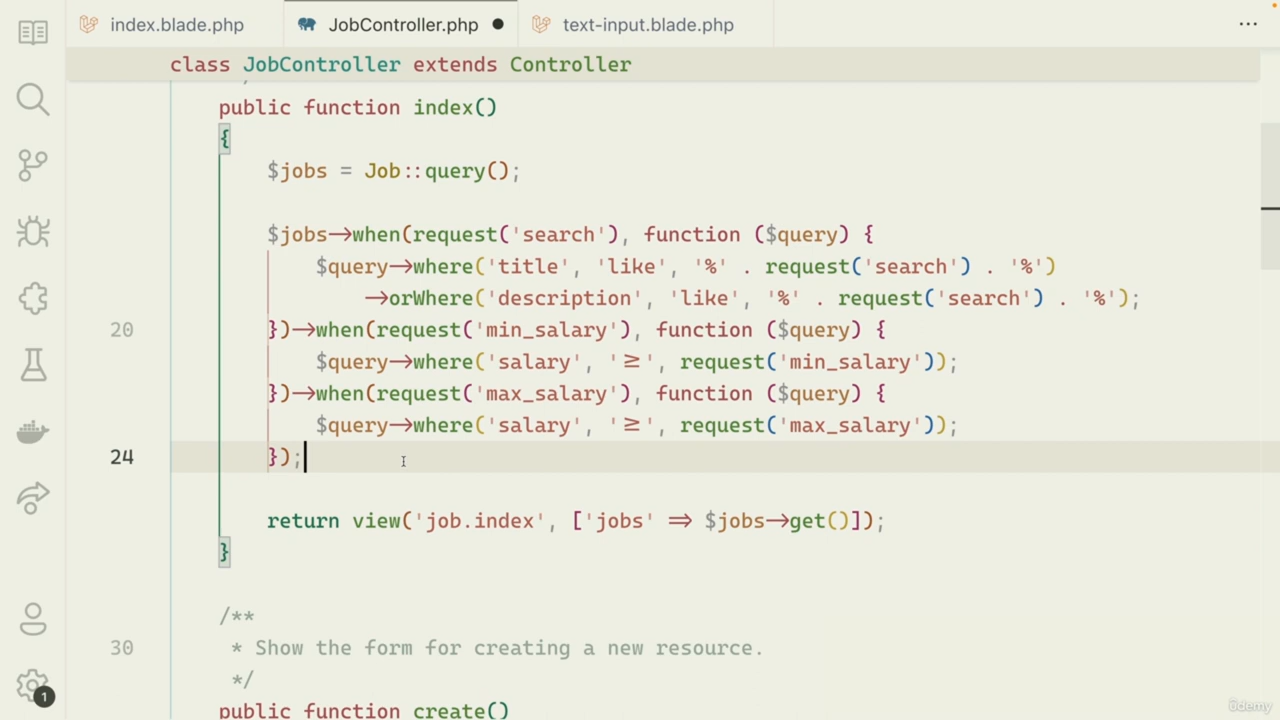 index.blade.php JobController.php text-input.blade.php ...
class JobController extends Controller
public function index()
{
$jobs = Job::query();
$jobs->when(request('search'), function ($query) {
$query->where('title', 'like', '%' . request('search') . '%')
->orWhere('description', 'like', '%' . request('search') . '%');
20 })->when(request('min_salary'), function ($query) {
$query->where('salary', '>=', request('min_salary'));
})->when(request('max_salary'), function ($query) {
$query->where('salary', '>=', request('max_salary'));
24 });
return view('job.index', ['jobs' => $jobs->get()]);
}
/**
30 * Show the form for creating a new resource.
*/
public function create()
1
ûdemy